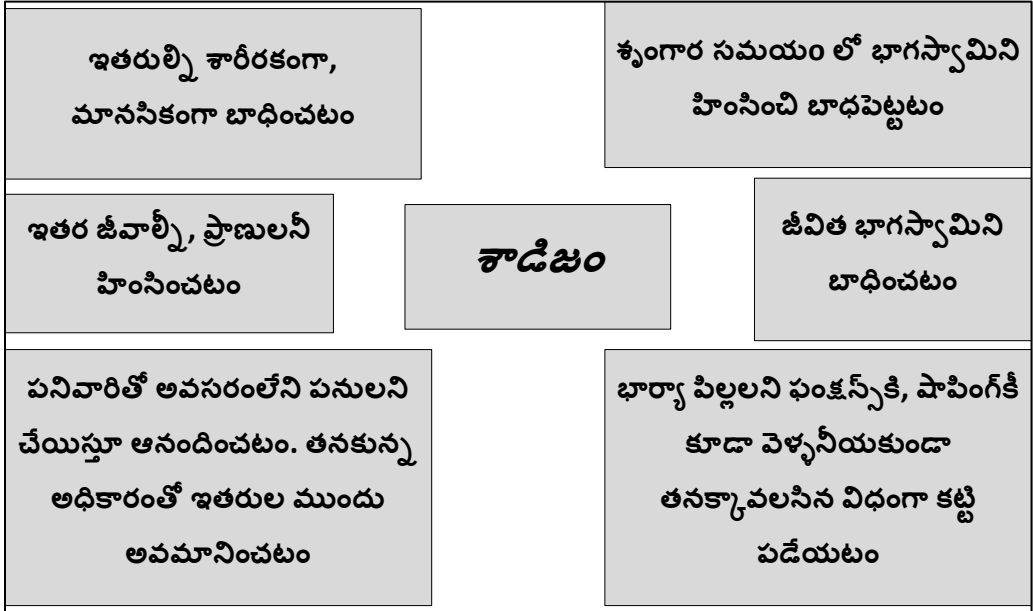 ఇతరుల్ని శారీరకంగా,
మానసికంగా బాధించటం
శృంగార సమయం లో భాగస్వామిని
హింసించి బాధపెట్టటం
ఇతర జీవాల్నీ, ప్రాణులనీ
హింసించటం
శాడిజం
జీవిత భాగస్వామిని
బాధించటం
పనివారితో అవసరంలేని పనులని
చేయిస్తూ ఆనందించటం. తనకున్న
అధికారంతో ఇతరుల ముందు
అవమానించటం
భార్యా పిల్లలని ఫంక్షన్స్‌కి, షాపింగ్‌కీ
కూడా వెళ్ళనీయకుండా
తనక్కావలసిన విధంగా కట్టి
పడేయటం